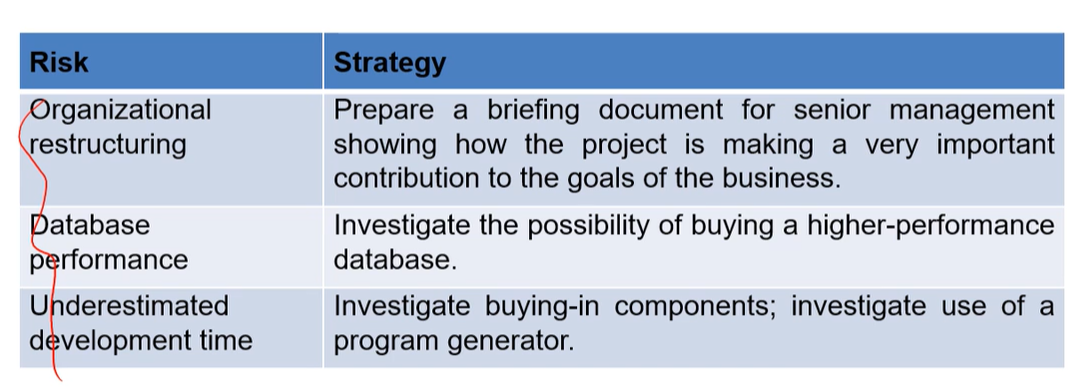 Risk
Strategy
Organizational
restructuring
Prepare a briefing document for senior management
showing how the project is making a very important
contribution to the goals of the business.
Database
performance
Investigate the possibility of buying a higher-performance
database.
Underestimated
development time
Investigate buying-in components; investigate use of a
program generator.